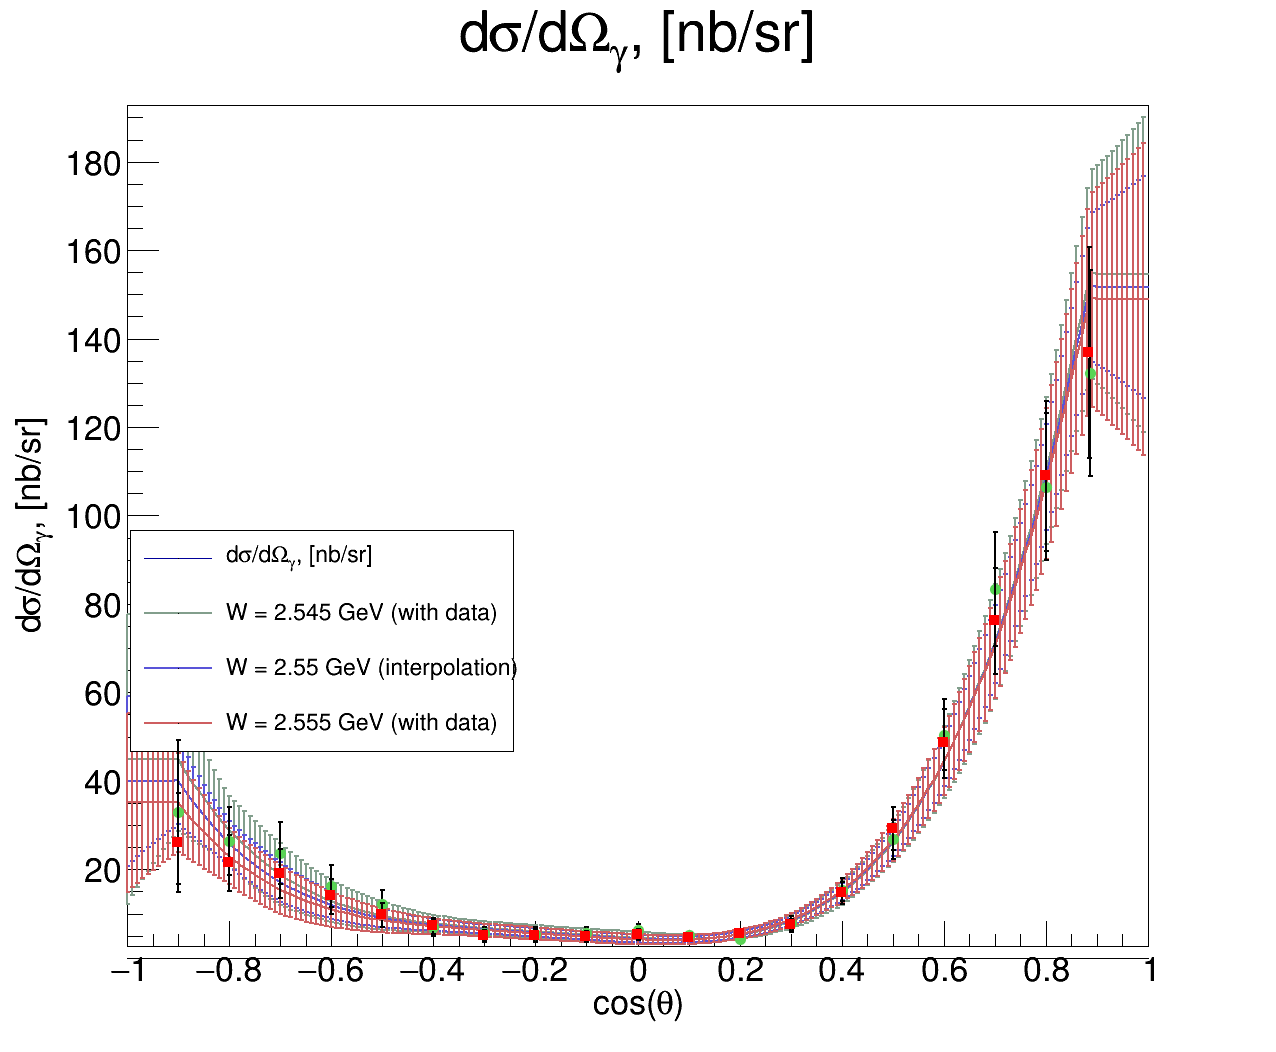 dσ/dΩγ, [nb/sr]
dσ/dΩγ, [nb/sr]
180
160
140
120
100
80
60
40
20
dσ/dΩγ, [nb/sr]
W = 2.545 GeV (with data)
W = 2.55 GeV (interpolation)
W = 2.555 GeV (with data)
−1 −0.8 −0.6 −0.4 −0.2 0 0.2 0.4 0.6 0.8 1
cos(θ)